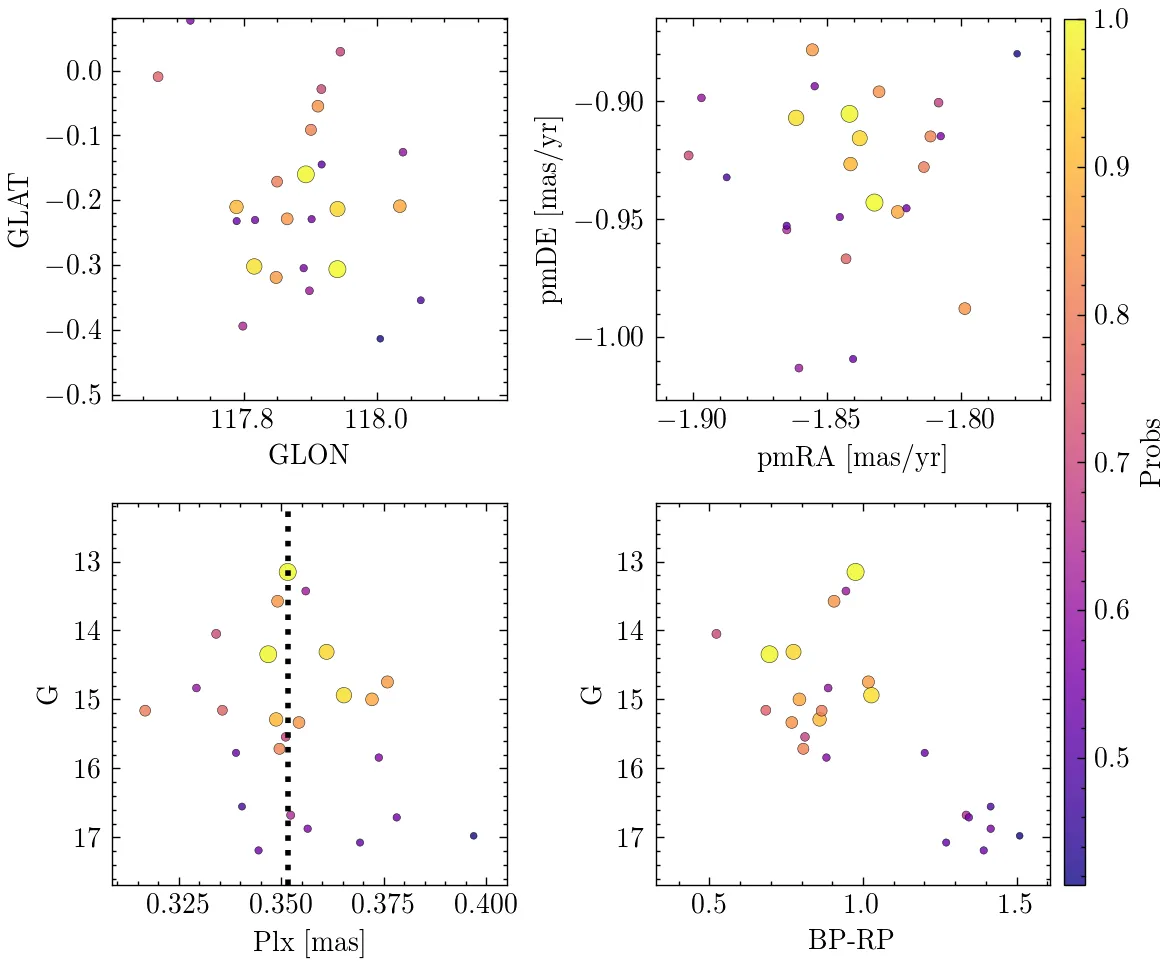 0.0
−0.1
−0.2
−0.3
−0.4
−0.5
GLAT
117.8 118.0
GLON
−0.90
−0.95
−1.00
pmDE [mas/yr]
−1.90 −1.85 −1.80
pmRA [mas/yr]
13
14
15
16
17
G
0.325 0.350 0.375 0.400
Plx [mas]
13
14
15
16
17
G
0.5 1.0 1.5
BP-RP
1.0
0.9
0.8
0.7
0.6
0.5
Probs